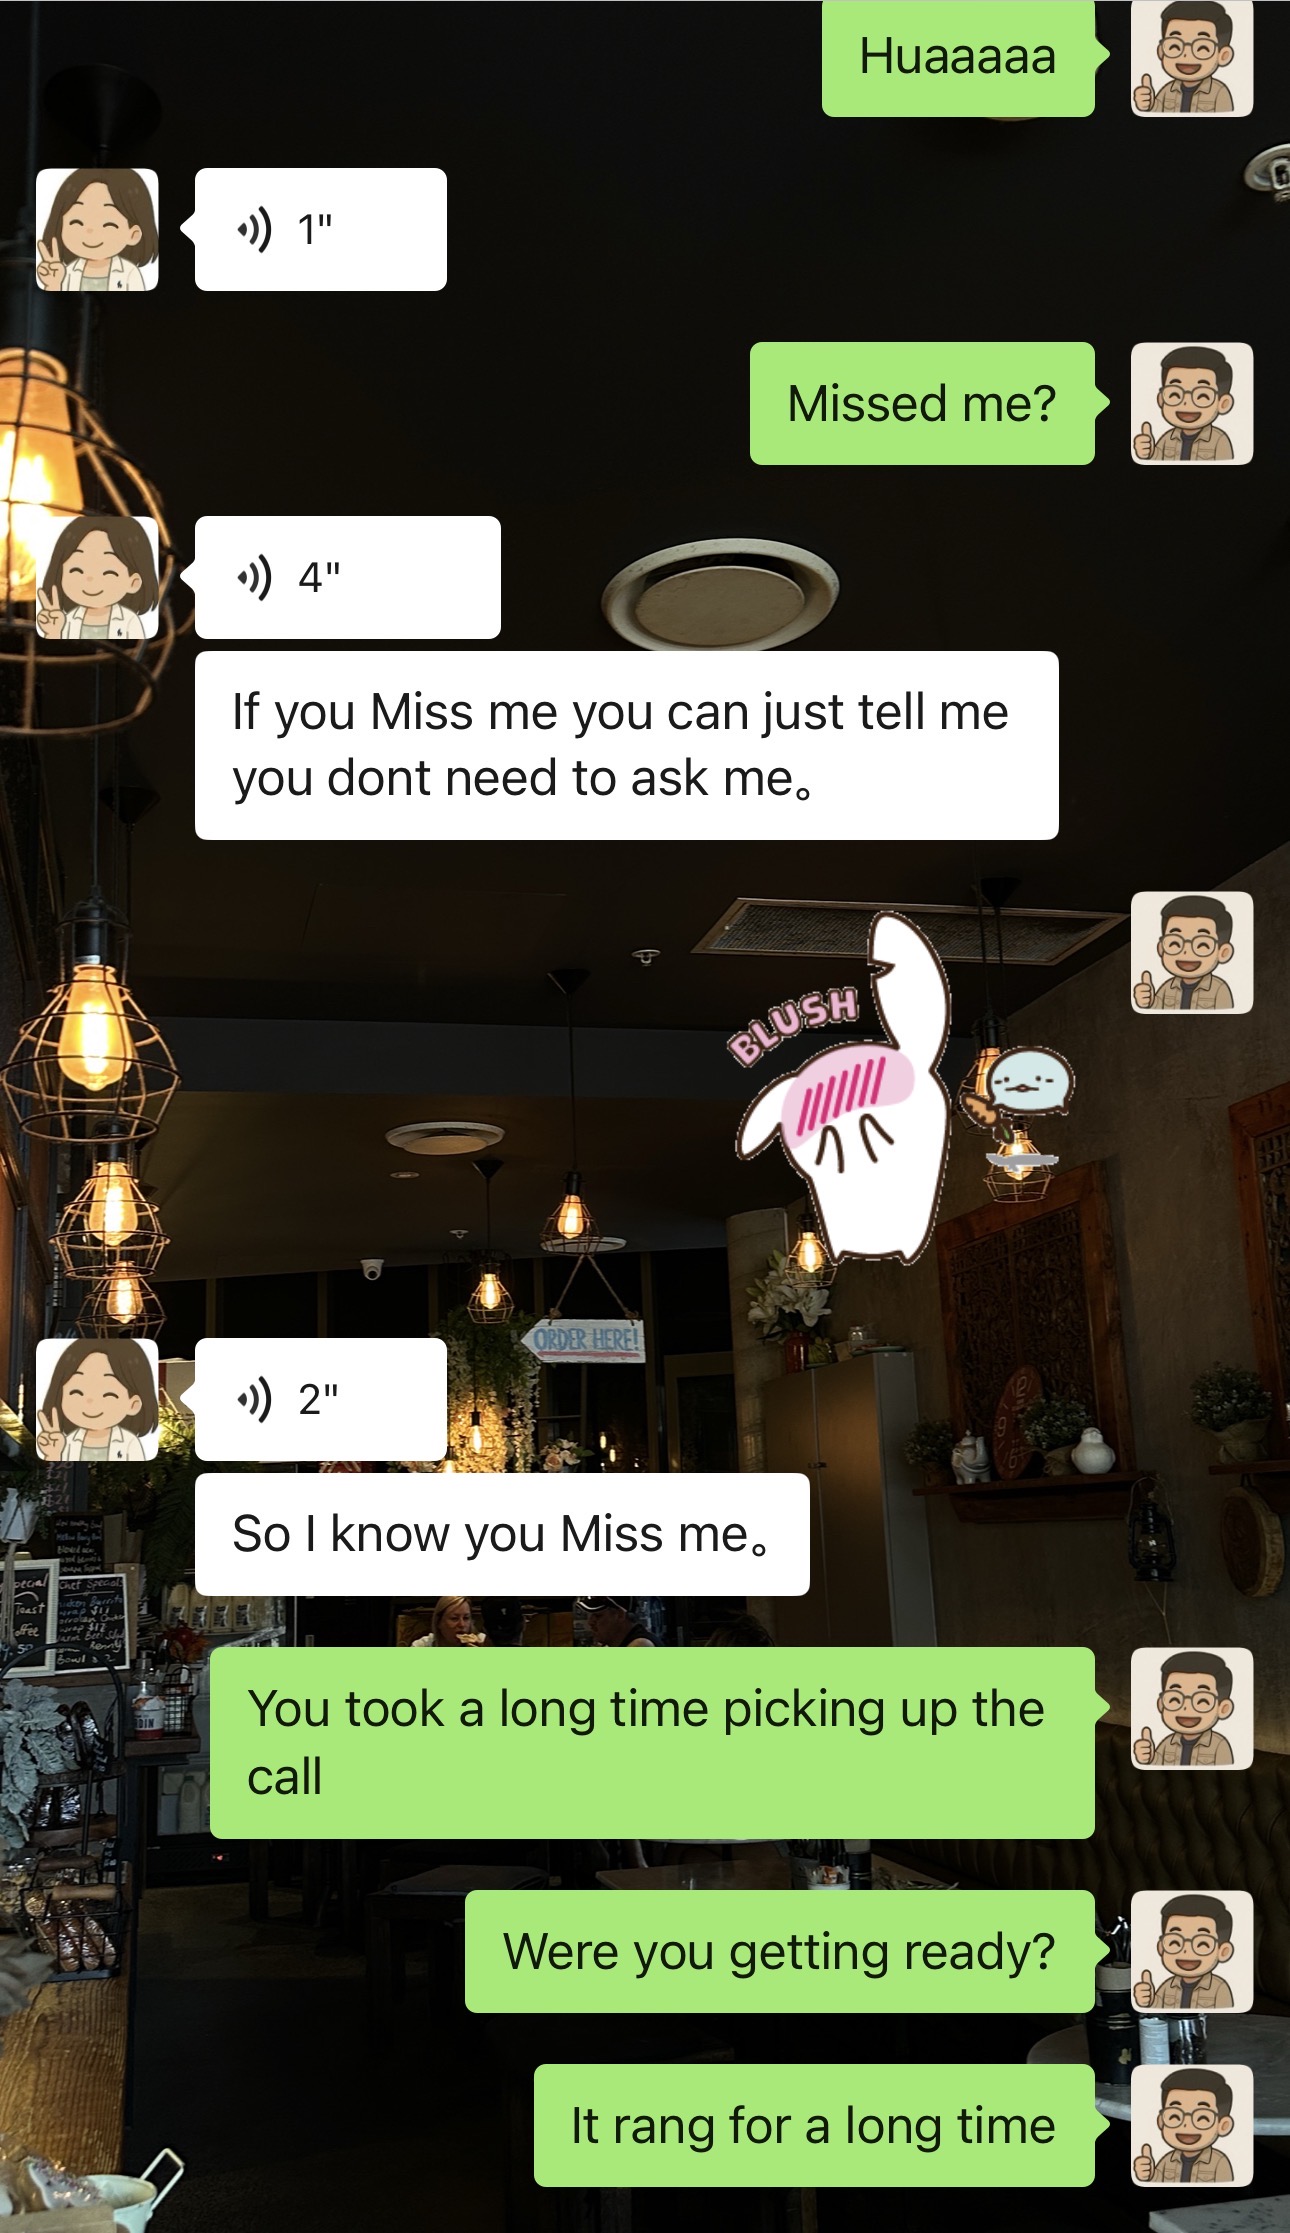 Huaaaaa
1"
Missed me?
4"
If you Miss me you can just tell me
you dont need to ask me。
BLUSH
ORDER HERE!
2"
So I know you Miss me。
You took a long time picking up the
call
Were you getting ready?
It rang for a long time